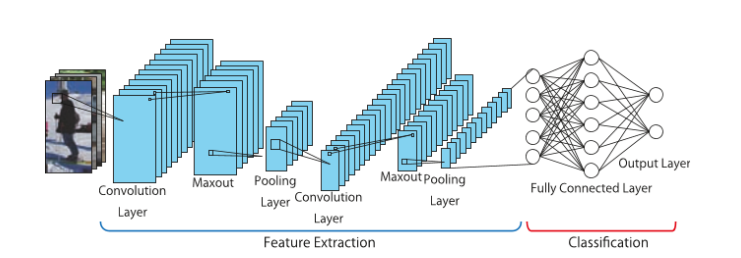 Convolution
Layer
Maxout
Pooling
Layer
Convolution
Layer
Maxout
Pooling
Layer
Fully Connected Layer
Output Layer
Feature Extraction
Classification